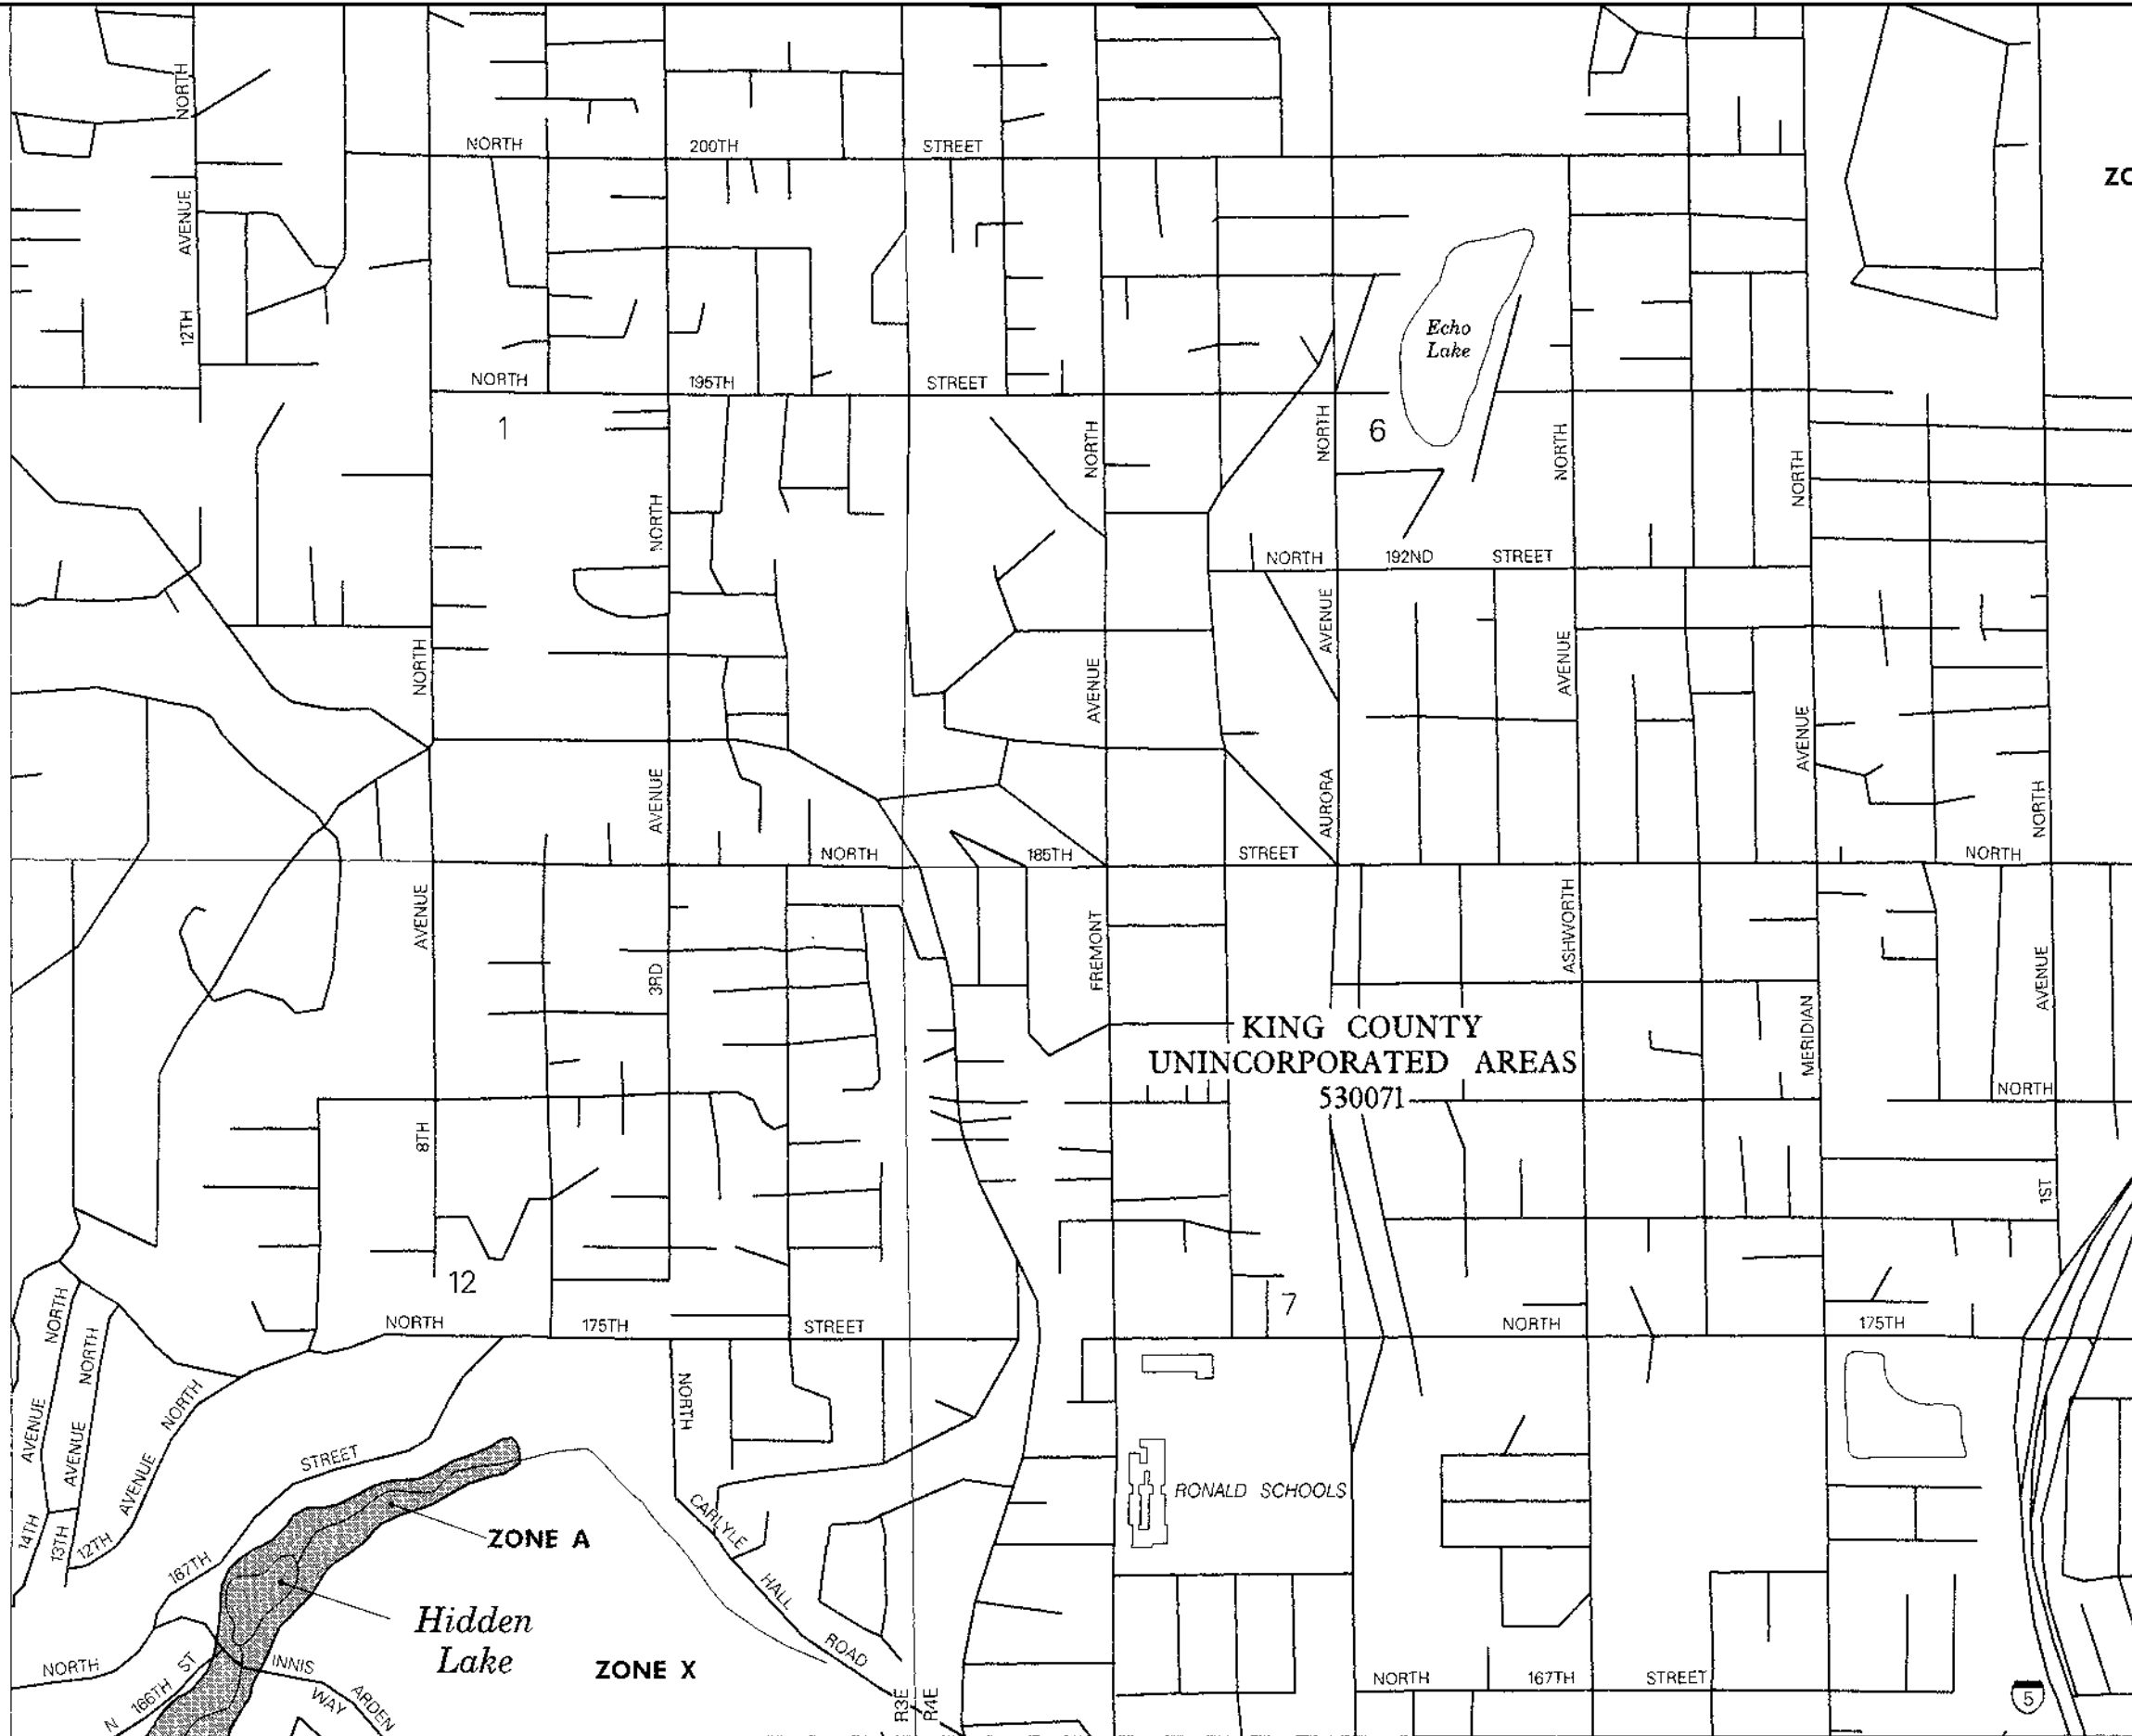 NORTH
NORTH 200TH STREET
ZO
AVENUE
12TH
Echo
Lake
NORTH 195TH STREET
1
6
NORTH
NORTH
NORTH
NORTH
NORTH
NORTH 192ND STREET
AVENUE
NORTH
AVENUE
AVENUE
AVENUE
AVENUE
AURORA
NORTH
NORTH 185TH STREET NORTH
AVENUE
ASHWORTH
FREMONT
3RD
AVENUE
MERIDIAN
KING COUNTY
UNINCORPORATED AREAS
530071
NORTH
8TH
1ST
12
7
NORTH 175TH STREET
NORTH 175TH
NORTH
NORTH
NORTH
NORTH
AVENUE
AVENUE
AVENUE
14TH
13TH
12TH
STREET
167TH
RONALD SCHOOLS
CARLYLE
HALL
ROAD
ZONE A
Hidden
Lake
ZONE X
NORTH
N 166TH ST
INNIS
ARDEN
WAY
NORTH 167TH STREET
R3E
R4E
5